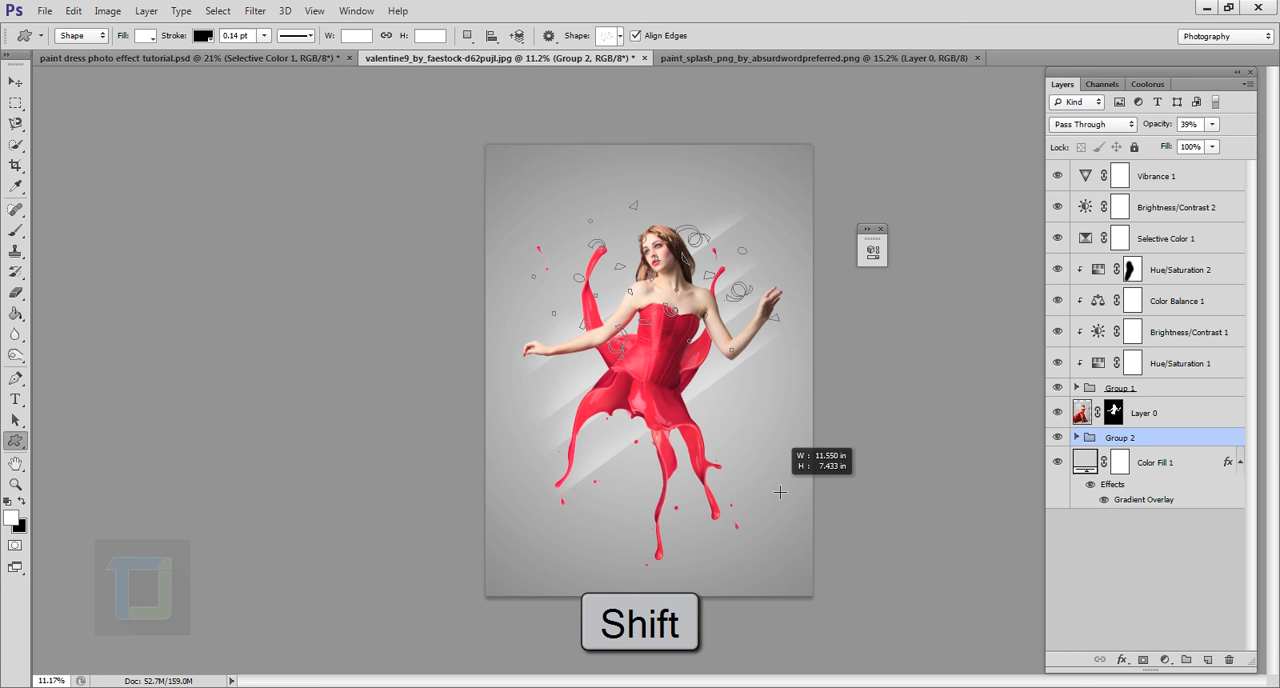 Ps File Edit Image Layer Type Select Filter 3D View Window Help
Shape Fill: Stroke: 0.14 pt W: H: Shape: Align Edges Photography
paint dress photo effect tutorial.psd @ 21% (Selective Color 1, RGB/8*) * × valentine9_by_faestock-d62pujl.jpg @ 11.2% (Group 2, RGB/8*) * × paint_splash_png_by_absurdwordpreferred.png @ 15.2% (Layer 0, RGB/8) ×
Layers Channels Coolorus
Kind
Pass Through Opacity: 39%
Lock: Fill: 100%
Vibrance 1
Brightness/Contrast 2
Selective Color 1
Hue/Saturation 2
Color Balance 1
Brightness/Contrast 1
Hue/Saturation 1
Group 1
Layer 0
Group 2
Color Fill 1 fx
Effects
Gradient Overlay
W: 11.550 in
H: 7.433 in
Shift
11.17% Doc: 52.7M/159.0M